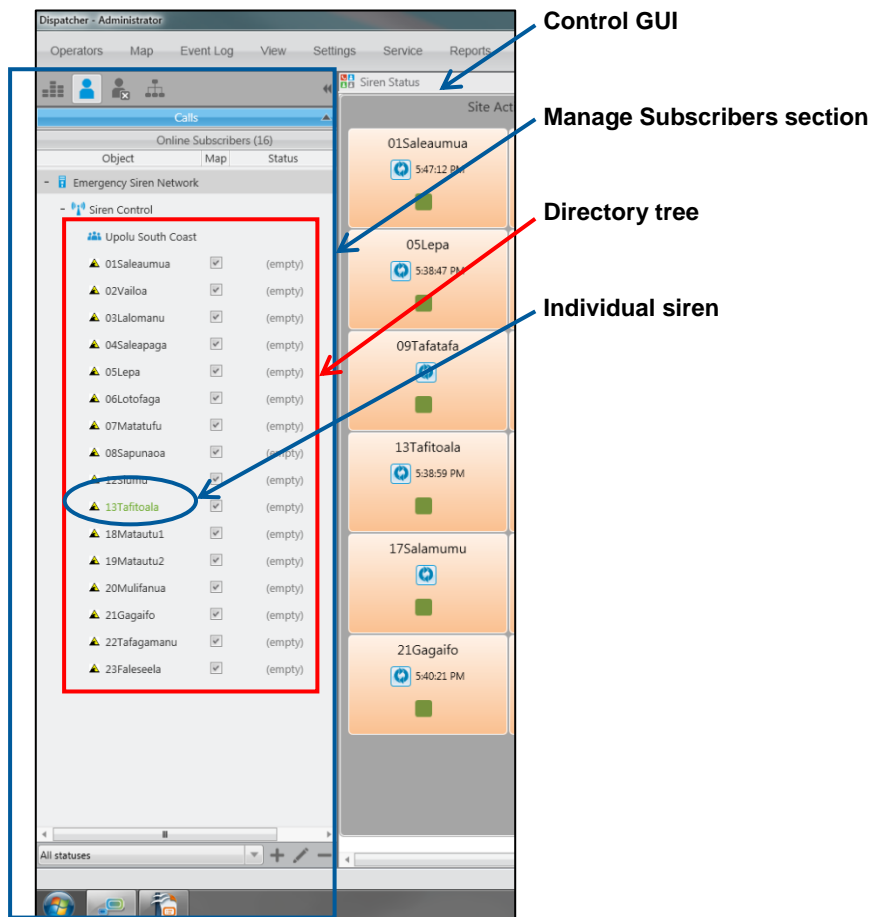 Dispatcher - Administrator
Control GUI
Operators Map Event Log View Settings Service Reports
Siren Status
Calls
Site Act
Manage Subscribers section
Online Subscribers (16)
Object Map Status
Emergency Siren Network
Siren Control
Upolu South Coast
01Saleaumua (empty)
02Vailoa (empty)
03Lalomanu (empty)
04Saleapaga (empty)
05Lepa (empty)
06Lotofaga (empty)
07Matatufu (empty)
08Sapunaoa (empty)
12Siumu (empty)
13Tafitoala (empty)
18Matautu1 (empty)
19Matautu2 (empty)
20Mulifanua (empty)
21Gagaifo (empty)
22Tafagamanu (empty)
23Faleseela (empty)
All statuses
01Saleaumua
5:47:12 PM
05Lepa
5:38:47 PM
09Tafatafa
13Tafitoala
5:38:59 PM
17Salamumu
21Gagaifo
5:40:21 PM
Directory tree
Individual siren